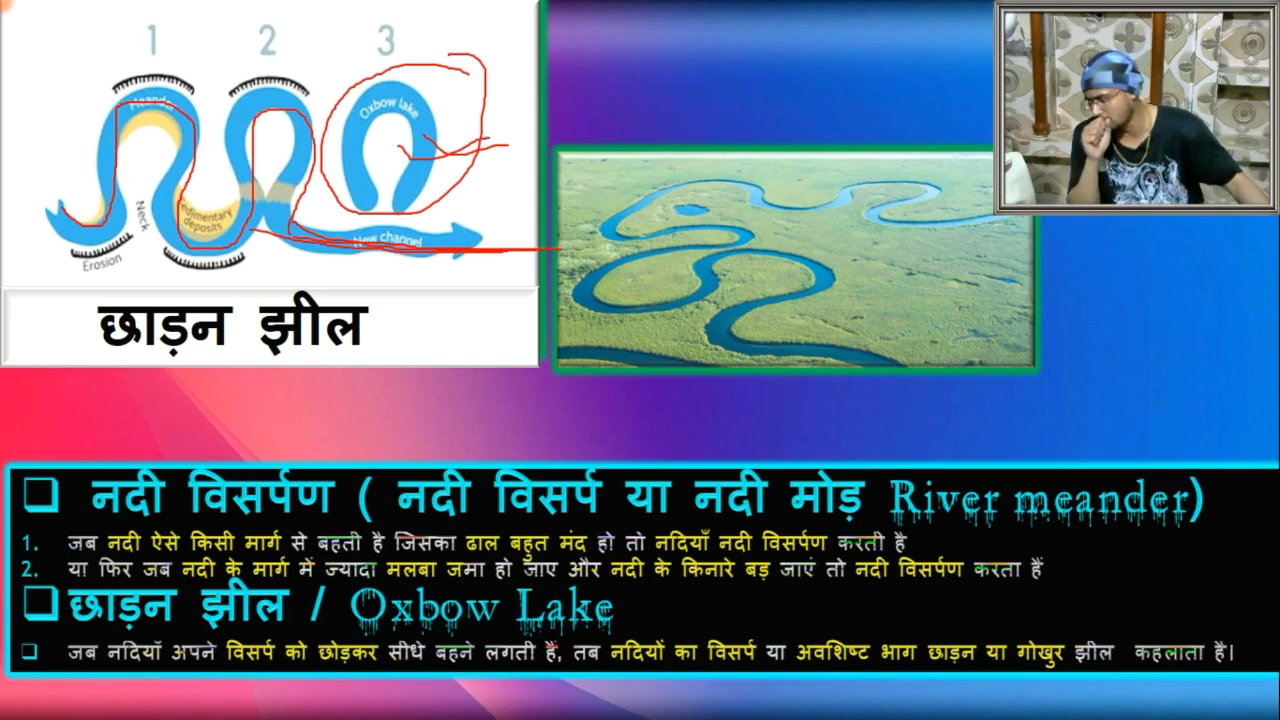 1 2 3
Meander
Oxbow lake
Neck
Sedimentary
deposits
New channel
Erosion
छाड़न झील
❑ नदी विसर्पण ( नदी विसर्प या नदी मोड़ River meander)
1. जब नदी ऐसे किसी मार्ग से बहती है जिसका ढाल बहुत मंद हो तो नदियाँ नदी विसर्पण करती है
2. या फिर जब नदी के मार्ग में ज्यादा मलबा जमा हो जाए और नदी के किनारे बड़ जाएं तो नदी विसर्पण करता हैं
❑ छाड़न झील / Oxbow Lake
❑ जब नदियाँ अपने विसर्प को छोड़कर सीधे बहने लगती हैं, तब नदियों का विसर्प या अवशिष्ट भाग छाड़न या गोखुर झील कहलाता है।